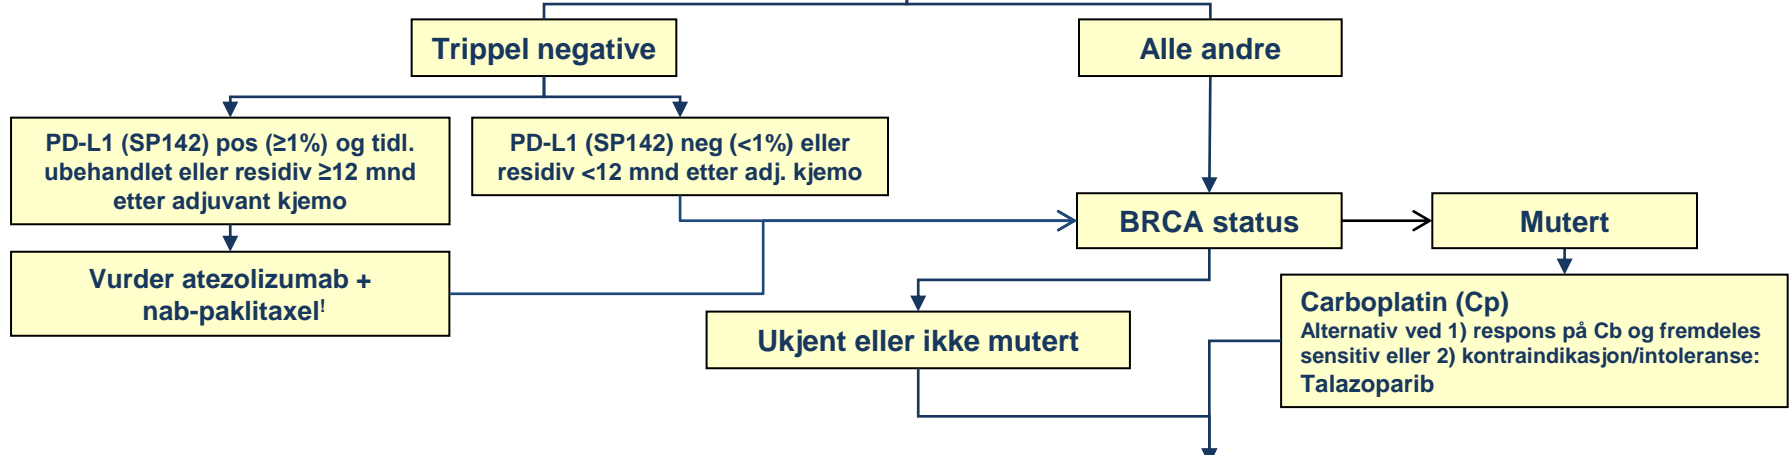 Trippel negative
Alle andre
PD-L1 (SP142) pos (≥1%) og tidl.
ubehandlet eller residiv ≥12 mnd
etter adjuvant kjemo
PD-L1 (SP142) neg (<1%) eller
residiv <12 mnd etter adj. kjemo
BRCA status
Mutert
Vurder atezolizumab +
nab-paklitaxel!
Ukjent eller ikke mutert
Carboplatin (Cp)
Alternativ ved 1) respons på Cb og fremdeles
sensitiv eller 2) kontraindikasjon/intoleranse:
Talazoparib